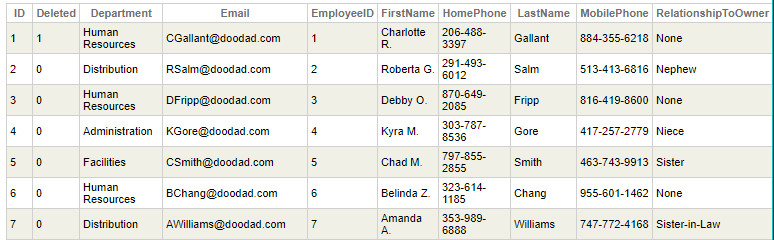 ID Deleted Department Email EmployeeID FirstName HomePhone LastName MobilePhone RelationshipToOwner
1 1 Human Resources CGallant@doodad.com 1 Charlotte R. 206-488-3397 Gallant 884-355-6218 None
2 0 Distribution RSalm@doodad.com 2 Roberta G. 291-493-6012 Salm 513-413-6816 Nephew
3 0 Human Resources DFripp@doodad.com 3 Debby O. 870-649-2085 Fripp 816-419-8600 None
4 0 Administration KGore@doodad.com 4 Kyra M. 303-787-8536 Gore 417-257-2779 Niece
5 0 Facilities CSmith@doodad.com 5 Chad M. 797-855-2855 Smith 463-743-9913 Sister
6 0 Human Resources BChang@doodad.com 6 Belinda Z. 323-614-1185 Chang 955-601-1462 None
7 0 Distribution AWilliams@doodad.com 7 Amanda A. 353-989-6888 Williams 747-772-4168 Sister-in-Law